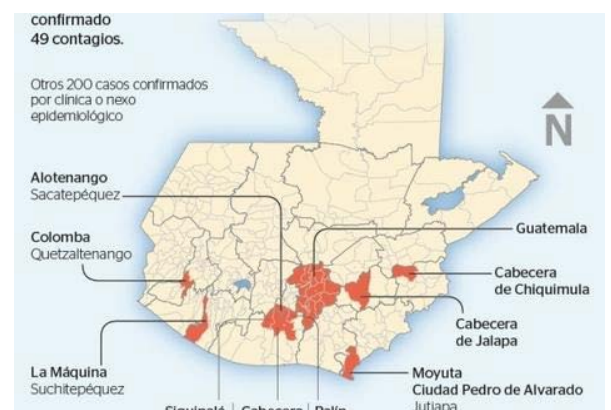 confirmado
49 contagios.
Otros 200 casos confirmados
por clínica o nexo
epidemiológico
N
Alotenango
Sacatepéquez
Guatemala
Colomba
Quetzaltenango
Cabecera
de Chiquimula
Cabecera
de Jalapa
La Máquina
Suchitepéquez
Moyuta
Ciudad Pedro de Alvarado
Jutiapa
Siquinalá Cabecera Palín